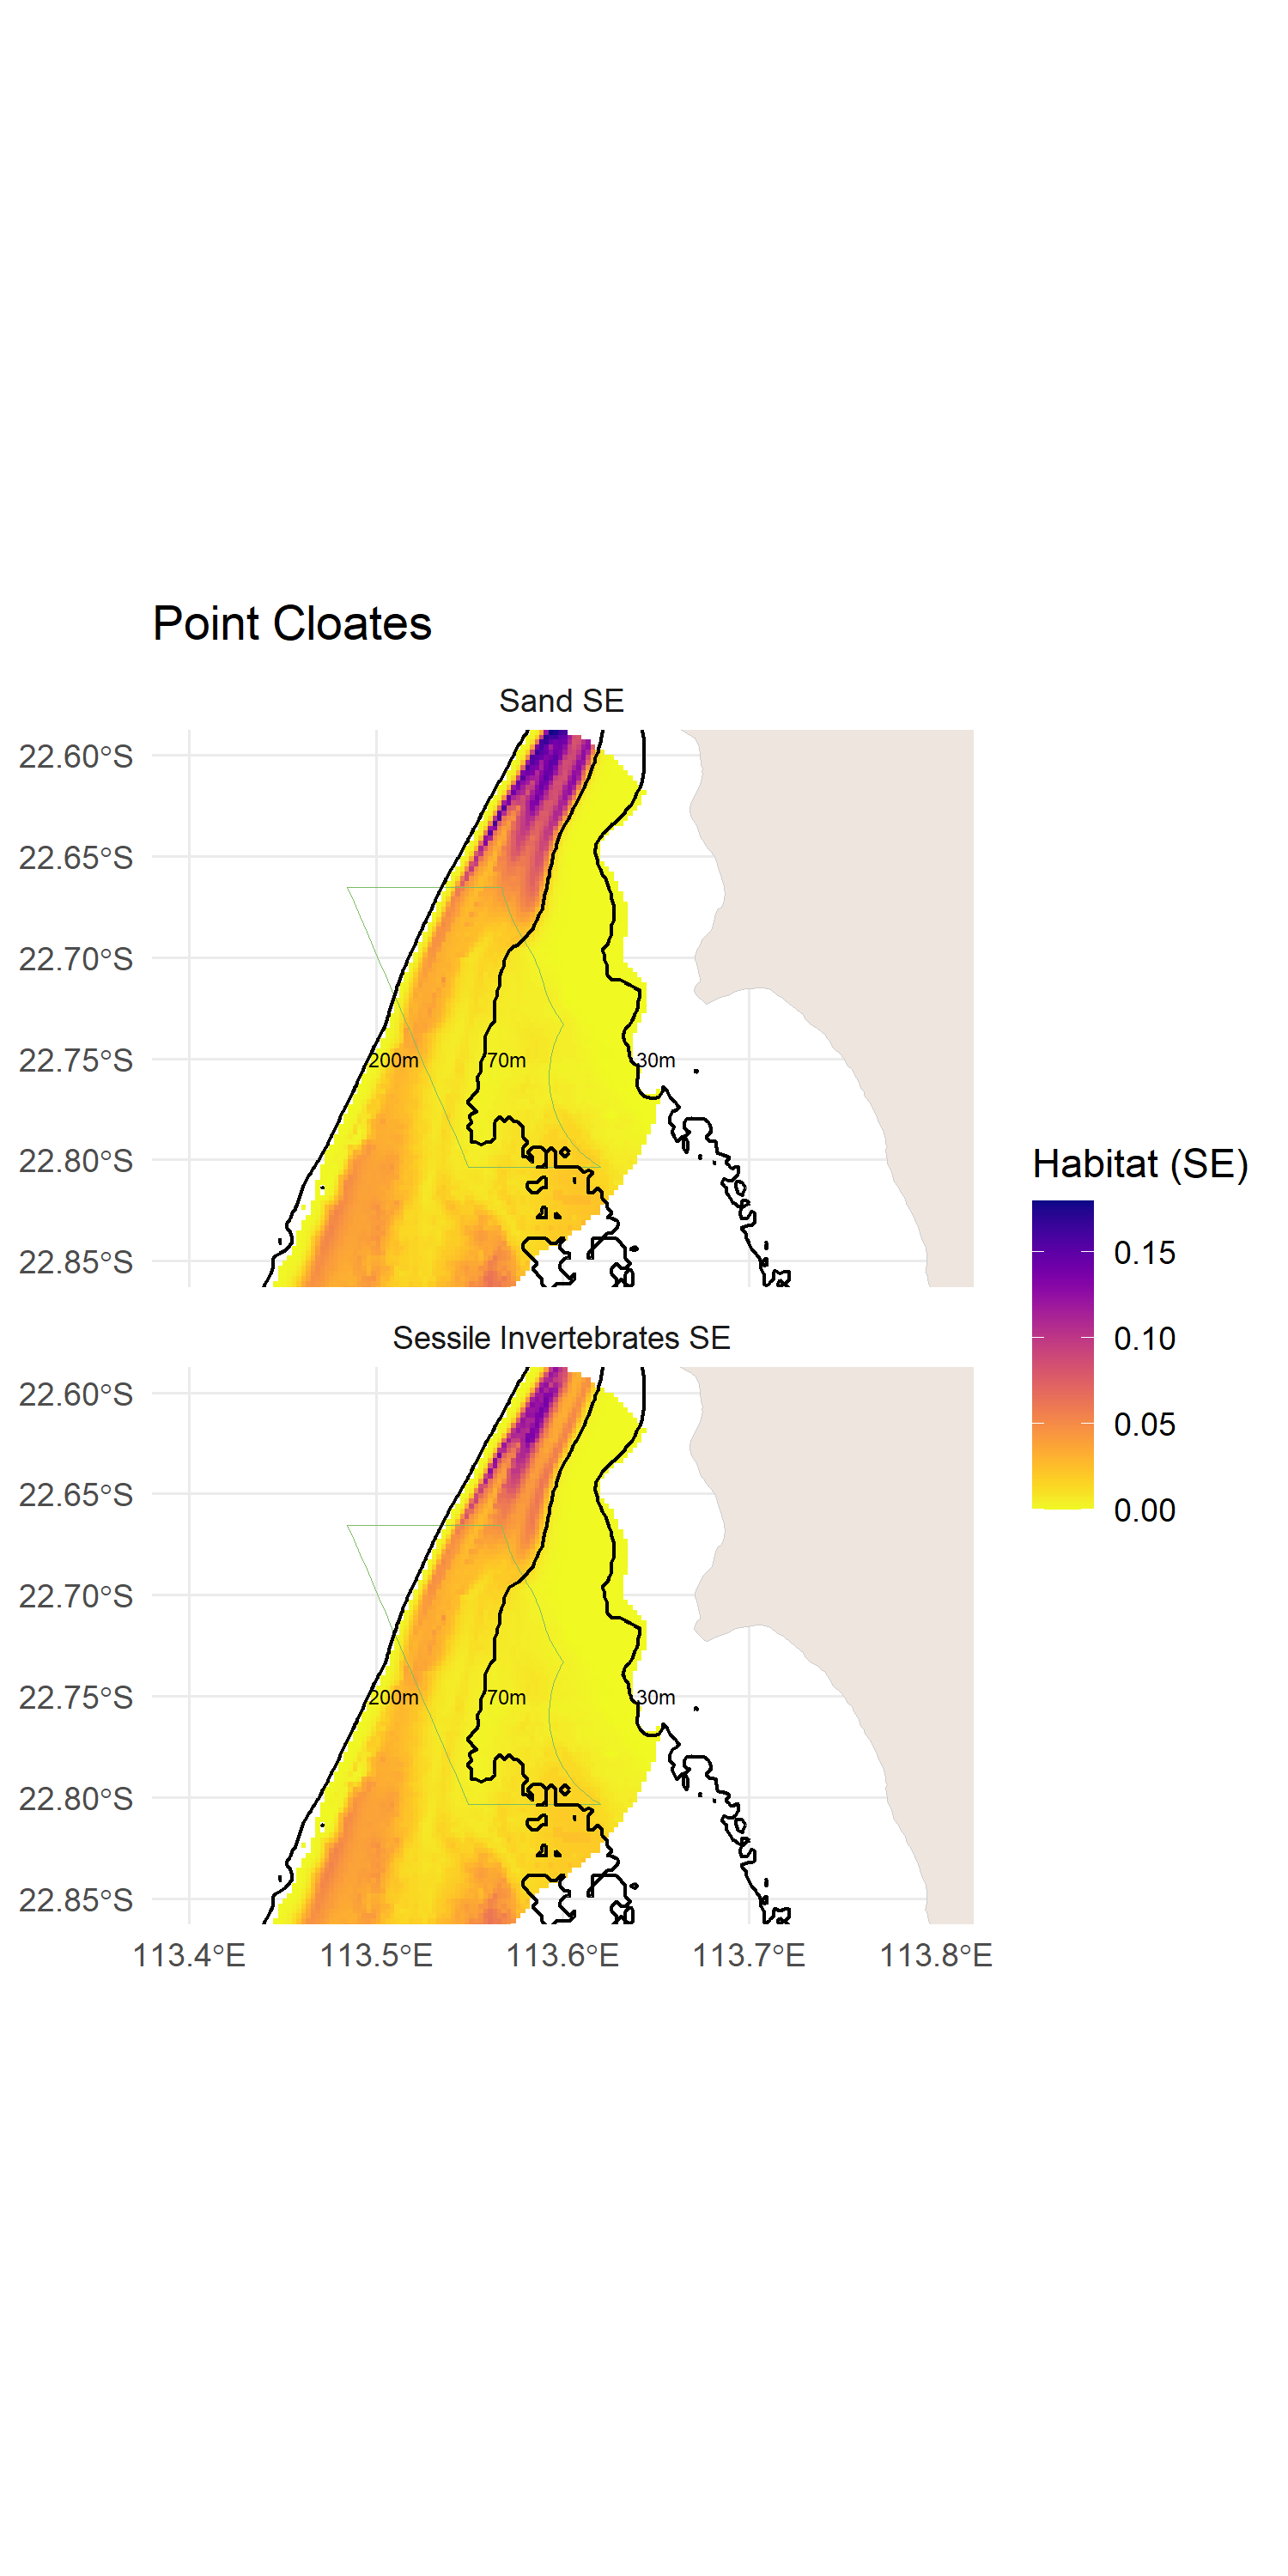 Point Cloates
Sand SE
22.60°S
22.65°S
22.70°S
22.75°S
22.80°S
22.85°S
200m 70m 30m
Habitat (SE)
0.15
0.10
0.05
0.00
Sessile Invertebrates SE
22.60°S
22.65°S
22.70°S
22.75°S
22.80°S
22.85°S
200m 70m 30m
113.4°E 113.5°E 113.6°E 113.7°E 113.8°E